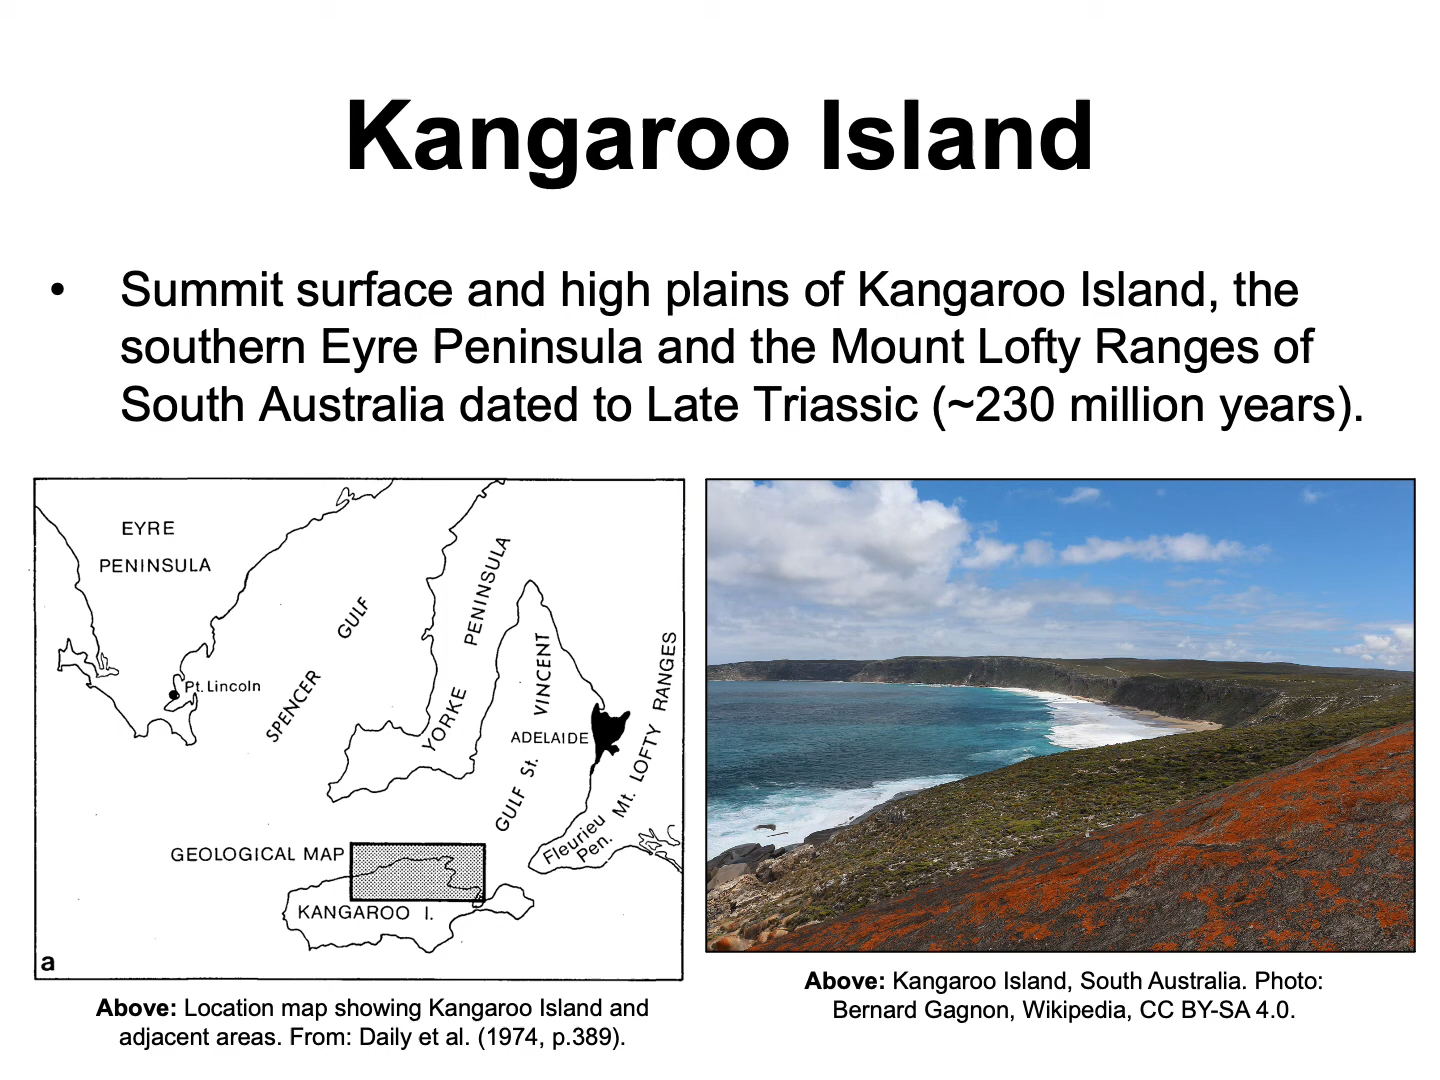 Kangaroo Island
• Summit surface and high plains of Kangaroo Island, the
southern Eyre Peninsula and the Mount Lofty Ranges of
South Australia dated to Late Triassic (~230 million years).
EYRE
PENINSULA
Pt. Lincoln
SPENCER GULF
YORKE PENINSULA
GULF St. VINCENT
ADELAIDE
Mt. LOFTY RANGES
Fleurieu
Pen.
GEOLOGICAL MAP
KANGAROO I.
a
Above: Location map showing Kangaroo Island and
adjacent areas. From: Daily et al. (1974, p.389).
Above: Kangaroo Island, South Australia. Photo:
Bernard Gagnon, Wikipedia, CC BY-SA 4.0.